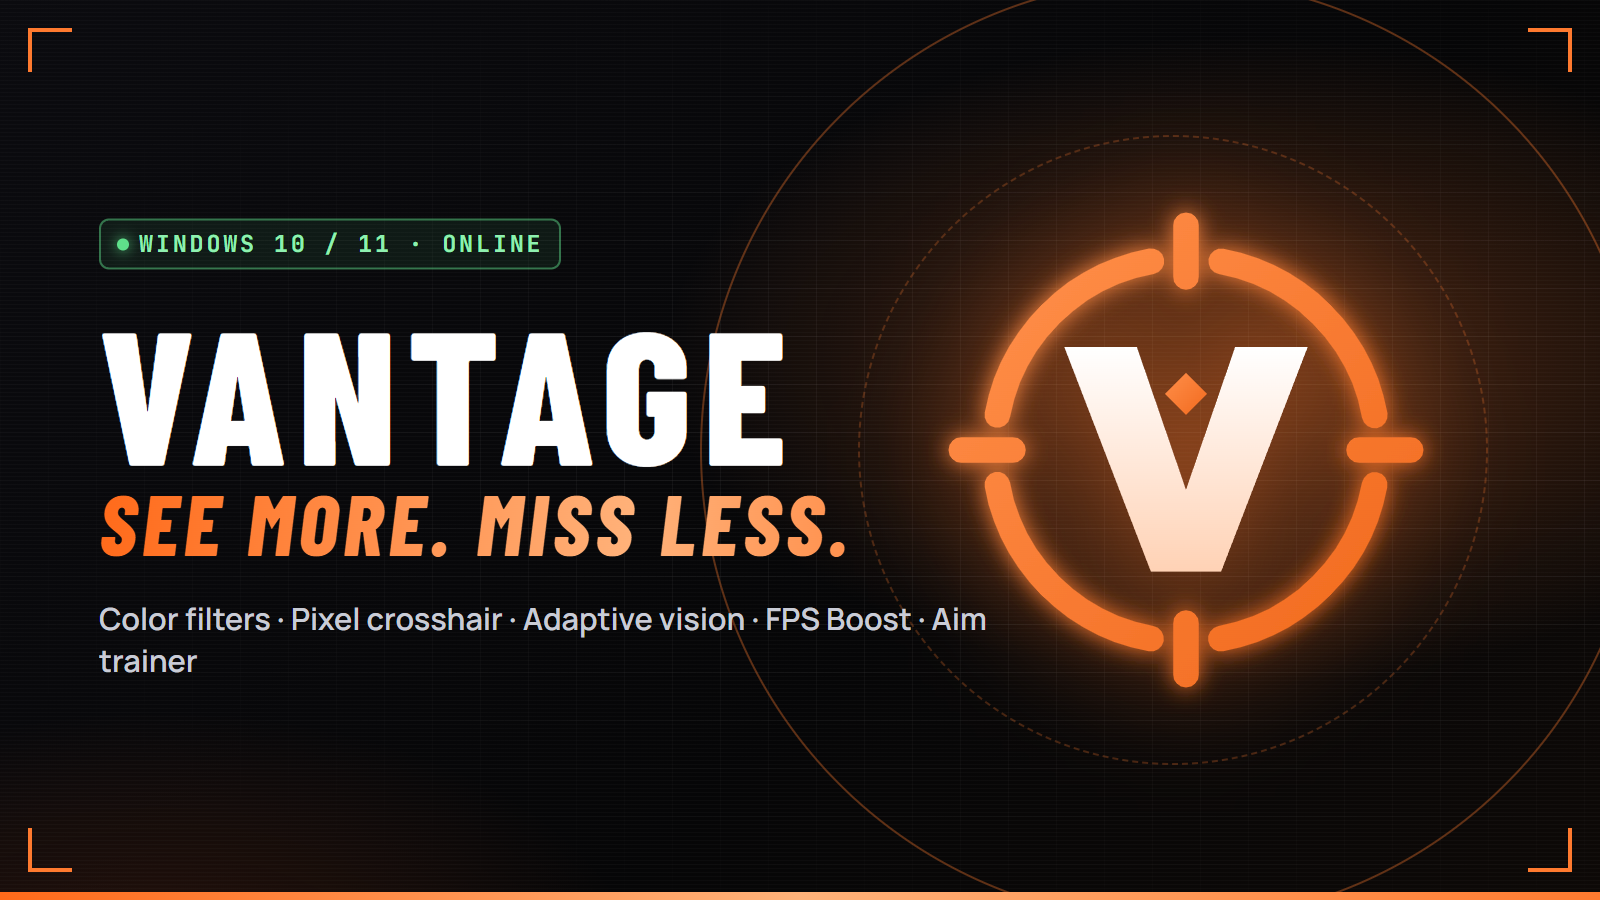 WINDOWS 10 / 11 · ONLINE
VANTAGE
SEE MORE. MISS LESS.
Color filters · Pixel crosshair · Adaptive vision · FPS Boost · Aim
trainer
V